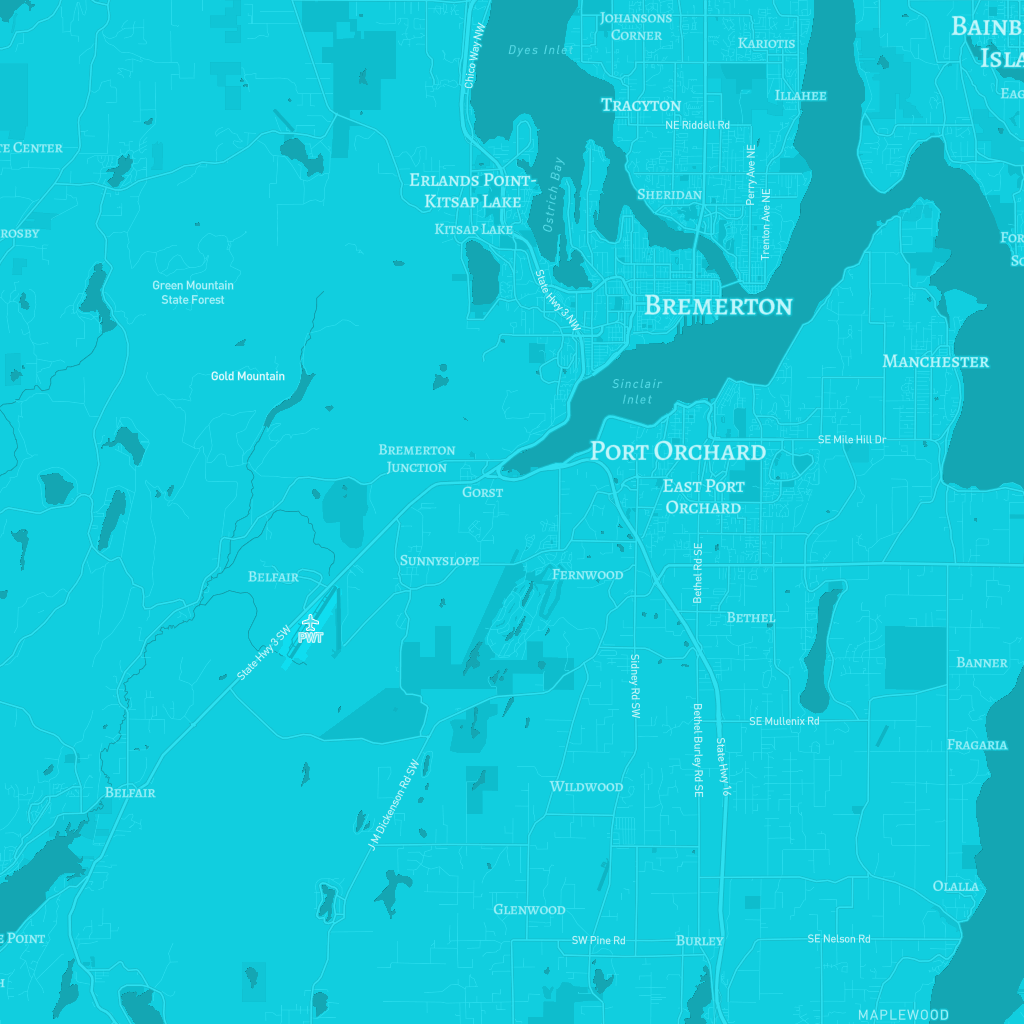 Johansons
Corner
Bainb
Isla
Kariotis
Dyes Inlet
Chico Way NW
Illahee
Eag
Tracyton
NE Riddell Rd
te Center
Erlands Point-
Kitsap Lake
Ostrich Bay
Sheridan
Perry Ave NE
Trenton Ave NE
rosby
Kitsap Lake
For
So
Green Mountain
State Forest
State Hwy 3 NW
Bremerton
Manchester
Gold Mountain
Sinclair
Inlet
SE Mile Hill Dr
Bremerton
Junction
Port Orchard
Gorst
East Port
Orchard
Sunnyslope
Belfair
Fernwood
Bethel Rd SE
Bethel
PWT
State Hwy 3 SW
Sidney Rd SW
Banner
Bethel Burley Rd SE
SE Mullenix Rd
State Hwy 16
Fragaria
Belfair
J M Dickenson Rd SW
Wildwood
Olalla
Glenwood
e Point
SW Pine Rd
Burley
SE Nelson Rd
h
Maplewood